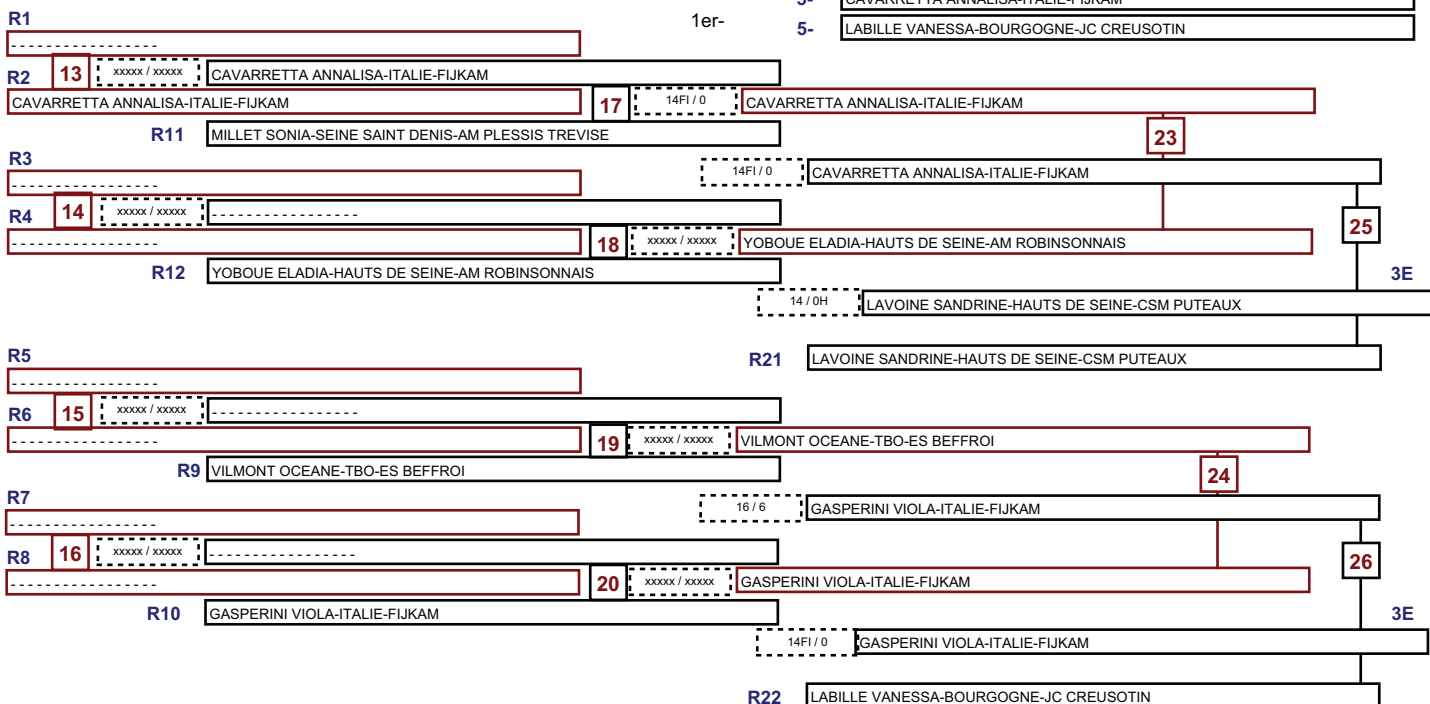 5- CAVARRETTA ANNALISA-ITALIE-FIJKAM
R1 1er-
5- LABILLE VANESSA-BOURGOGNE-JC CREUSOTIN
- - - - - - - - - - - - - - - - -
R2 13 xxxxx / xxxxx CAVARRETTA ANNALISA-ITALIE-FIJKAM
CAVARRETTA ANNALISA-ITALIE-FIJKAM 17 14FI / 0 CAVARRETTA ANNALISA-ITALIE-FIJKAM
R11 MILLET SONIA-SEINE SAINT DENIS-AM PLESSIS TREVISE 23
R3
- - - - - - - - - - - - - - - - - 14FI / 0 CAVARRETTA ANNALISA-ITALIE-FIJKAM
R4 14 xxxxx / xxxxx - - - - - - - - - - - - - - - - - 25
- - - - - - - - - - - - - - - - - 18 xxxxx / xxxxx YOBOUE ELADIA-HAUTS DE SEINE-AM ROBINSONNAIS
R12 YOBOUE ELADIA-HAUTS DE SEINE-AM ROBINSONNAIS 3E
14 / 0H LAVOINE SANDRINE-HAUTS DE SEINE-CSM PUTEAUX
R5 R21 LAVOINE SANDRINE-HAUTS DE SEINE-CSM PUTEAUX
- - - - - - - - - - - - - - - - -
R6 15 xxxxx / xxxxx - - - - - - - - - - - - - - - - -
- - - - - - - - - - - - - - - - - 19 xxxxx / xxxxx VILMONT OCEANE-TBO-ES BEFFROI
R9 VILMONT OCEANE-TBO-ES BEFFROI 24
R7
16 / 6 GASPERINI VIOLA-ITALIE-FIJKAM
- - - - - - - - - - - - - - - - -
R8 16 xxxxx / xxxxx - - - - - - - - - - - - - - - - - 26
- - - - - - - - - - - - - - - - - 20 xxxxx / xxxxx GASPERINI VIOLA-ITALIE-FIJKAM
R10 GASPERINI VIOLA-ITALIE-FIJKAM 3E
14FI / 0 GASPERINI VIOLA-ITALIE-FIJKAM
R22 LABILLE VANESSA-BOURGOGNE-JC CREUSOTIN